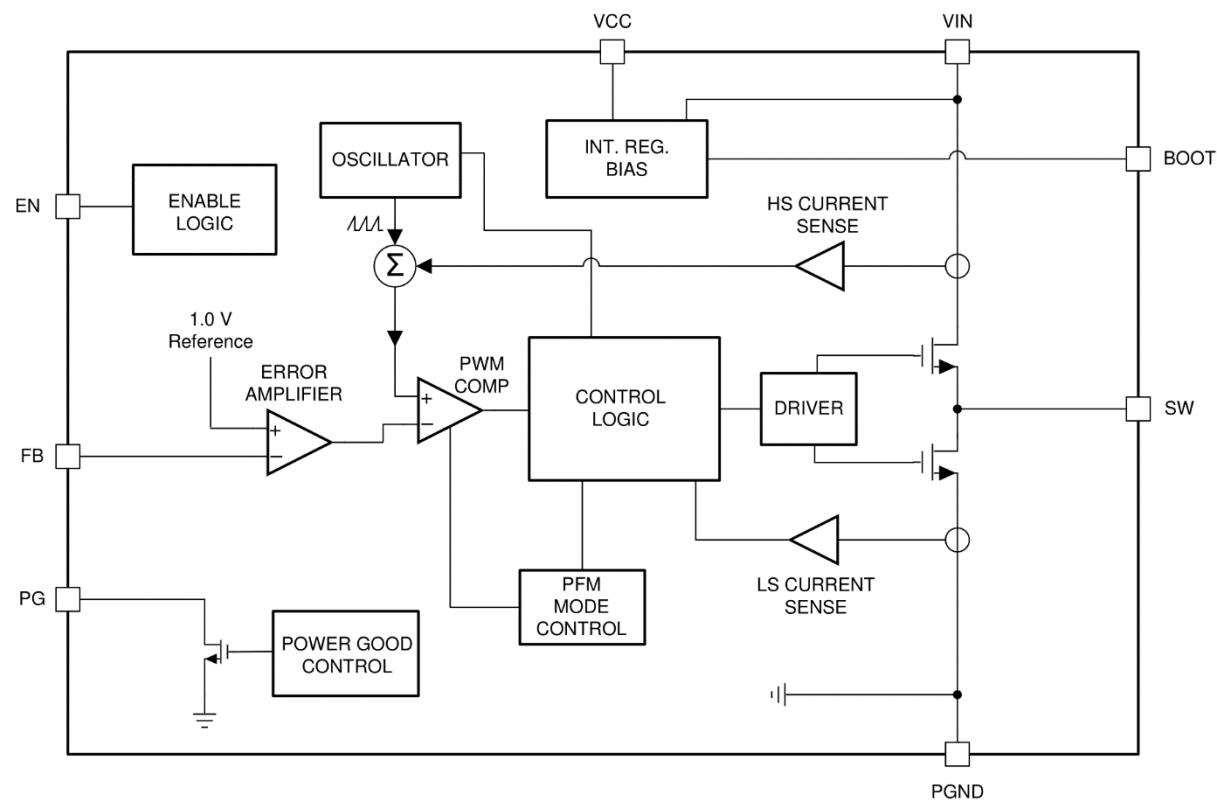 VCC
VIN
OSCILLATOR
INT. REG.
BIAS
BOOT
EN
ENABLE
LOGIC
HS CURRENT
SENSE
Σ
1.0 V
Reference
ERROR
AMPLIFIER
PWM
COMP
+
−
+
−
CONTROL
LOGIC
DRIVER
SW
FB
PG
PFM
MODE
CONTROL
LS CURRENT
SENSE
POWER GOOD
CONTROL
PGND